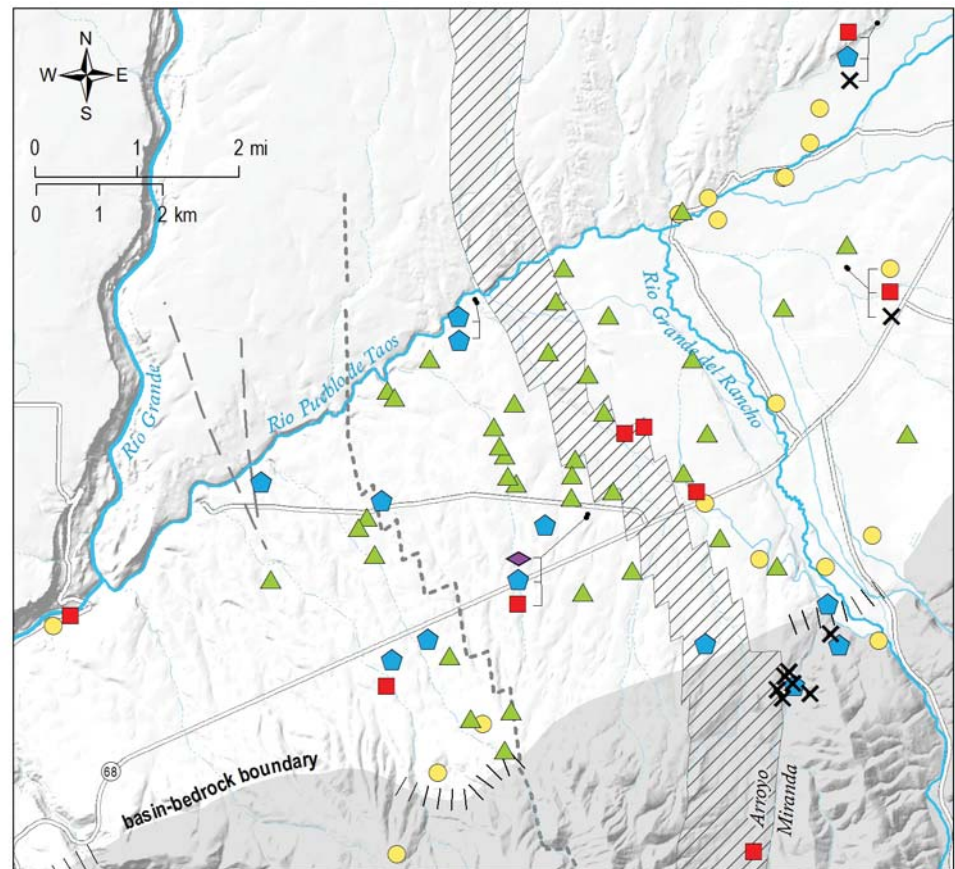 N
W E
S
0 1 2 mi
0 1 2 km
Rio Grande
Rio Pueblo de Taos
Rio Grande del Rancho
68
basin-bedrock boundary
Arroyo
Miranda